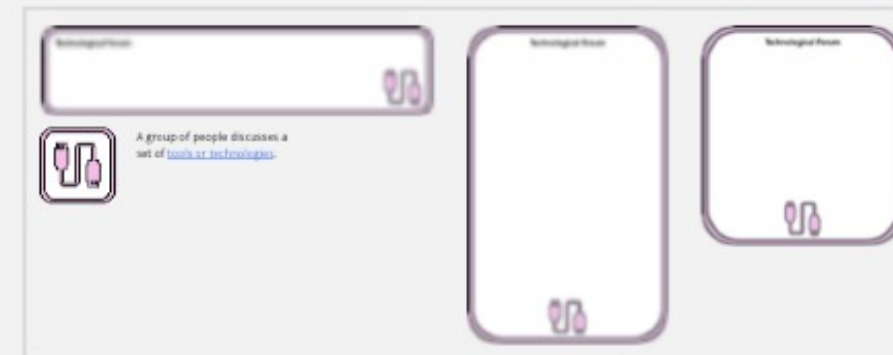 Technological Forum
Technological Forum
Technological Forum
A group of people discusses a
set of tools or technologies.